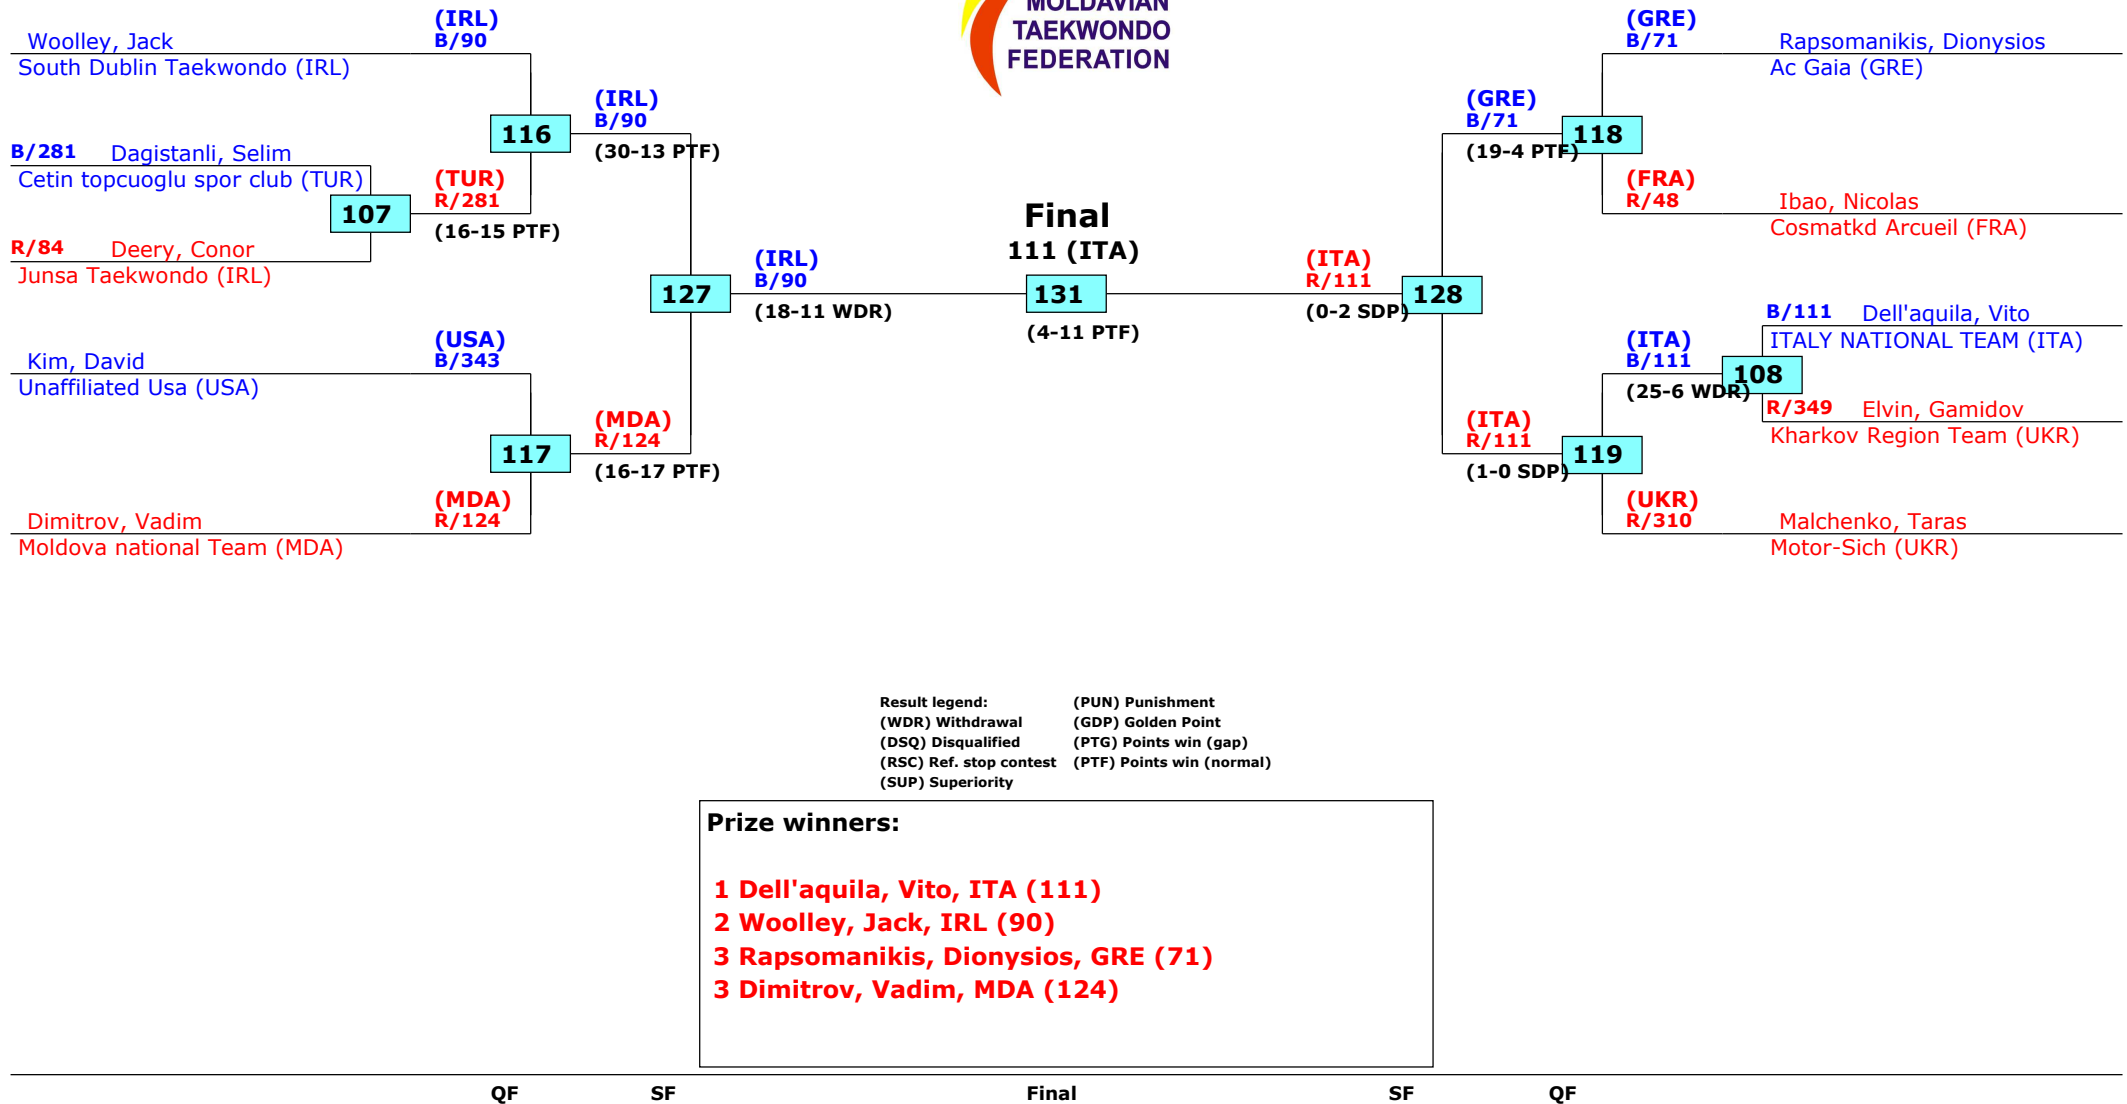 MOLDAVIAN
TAEKWONDO
FEDERATION
(IRL)
B/90
Woolley, Jack
South Dublin Taekwondo (IRL)
116
(IRL)
B/90
(30-13 PTF)
B/281 Dagistanli, Selim
Cetin topcuoglu spor club (TUR)
107
(TUR)
R/281
(16-15 PTF)
R/84 Deery, Conor
Junsa Taekwondo (IRL)
127
(IRL)
B/90
(18-11 WDR)
(USA)
B/343
Kim, David
Unaffiliated Usa (USA)
117
(MDA)
R/124
(16-17 PTF)
(MDA)
R/124
Dimitrov, Vadim
Moldova national Team (MDA)
Final
111 (ITA)
131
(4-11 PTF)
(GRE)
B/71
Rapsomanikis, Dionysios
Ac Gaia (GRE)
(GRE)
B/71
(19-4 PTF)
118
(FRA)
R/48
Ibao, Nicolas
Cosmatkd Arcueil (FRA)
(ITA)
R/111
(0-2 SDP)
128
B/111 Dell'aquila, Vito
ITALY NATIONAL TEAM (ITA)
(ITA)
B/111
(25-6 WDR)
108
R/349 Elvin, Gamidov
Kharkov Region Team (UKR)
(ITA)
R/111
(1-0 SDP)
119
(UKR)
R/310
Malchenko, Taras
Motor-Sich (UKR)
Result legend: (PUN) Punishment
(WDR) Withdrawal (GDP) Golden Point
(DSQ) Disqualified (PTG) Points win (gap)
(RSC) Ref. stop contest (PTF) Points win (normal)
(SUP) Superiority
Prize winners:
1 Dell'aquila, Vito, ITA (111)
2 Woolley, Jack, IRL (90)
3 Rapsomanikis, Dionysios, GRE (71)
3 Dimitrov, Vadim, MDA (124)
QF SF Final SF QF